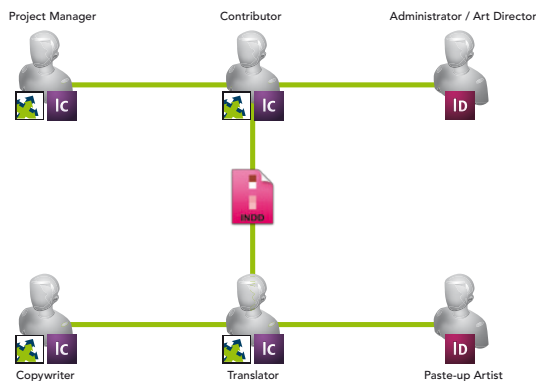 Project Manager
Contributor
Administrator / Art Director
Ic
Ic
ID
INDD
Ic
Ic
ID
Copywriter
Translator
Paste-up Artist